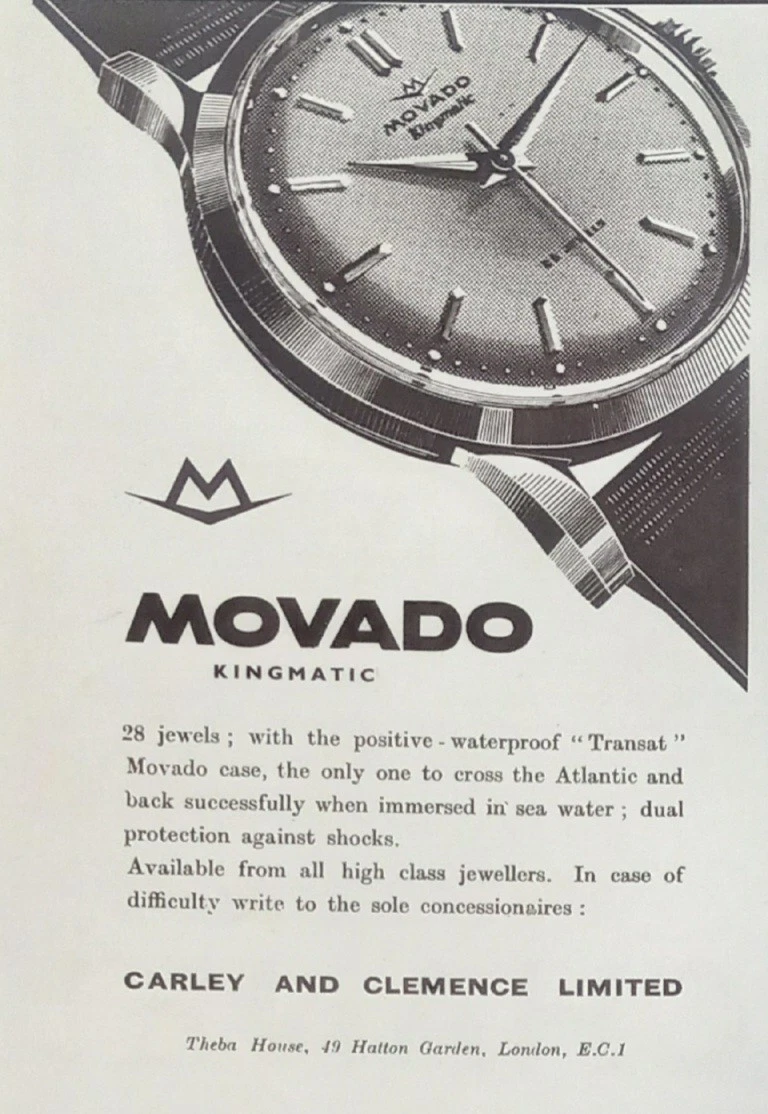 MOVADO
Kingmatic
28 JEWELS
M
MOVADO
KINGMATIC
28 jewels ; with the positive - waterproof “ Transat ”
Movado case, the only one to cross the Atlantic and
back successfully when immersed in sea water ; dual
protection against shocks.
Available from all high class jewellers. In case of
difficulty write to the sole concessionaires :
CARLEY AND CLEMENCE LIMITED
Theba House, 49 Hatton Garden, London, E.C.1